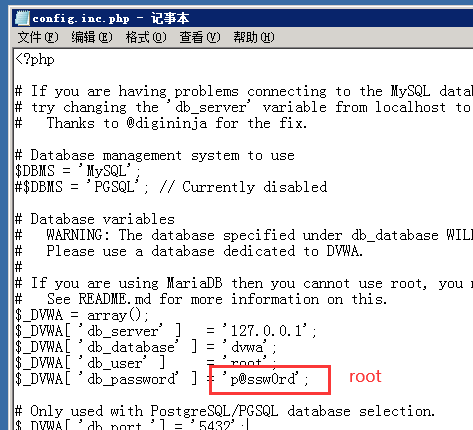 config.inc.php - 记事本
文件(F) 编辑(E) 格式(O) 查看(V) 帮助(H)
<?php
# If you are having problems connecting to the MySQL datab
# try changing the 'db_server' variable from localhost to
#   Thanks to @digininja for the fix.
# Database management system to use
$DBMS = 'MySQL';
#$DBMS = 'PGSQL'; // Currently disabled
# Database variables
#   WARNING: The database specified under db_database WILL
#   Please use a database dedicated to DVWA.
#
# If you are using MariaDB then you cannot use root, you m
#   See README.md for more information on this.
$_DVWA = array();
$_DVWA[ 'db_server' ]   = '127.0.0.1';
$_DVWA[ 'db_database' ] = 'dvwa';
$_DVWA[ 'db_user' ]     = 'root';
$_DVWA[ 'db_password' ] = 'p@ssw0rd'; root
# Only used with PostgreSQL/PGSQL database selection.
$_DVWA[ 'db_port '] = '5432';